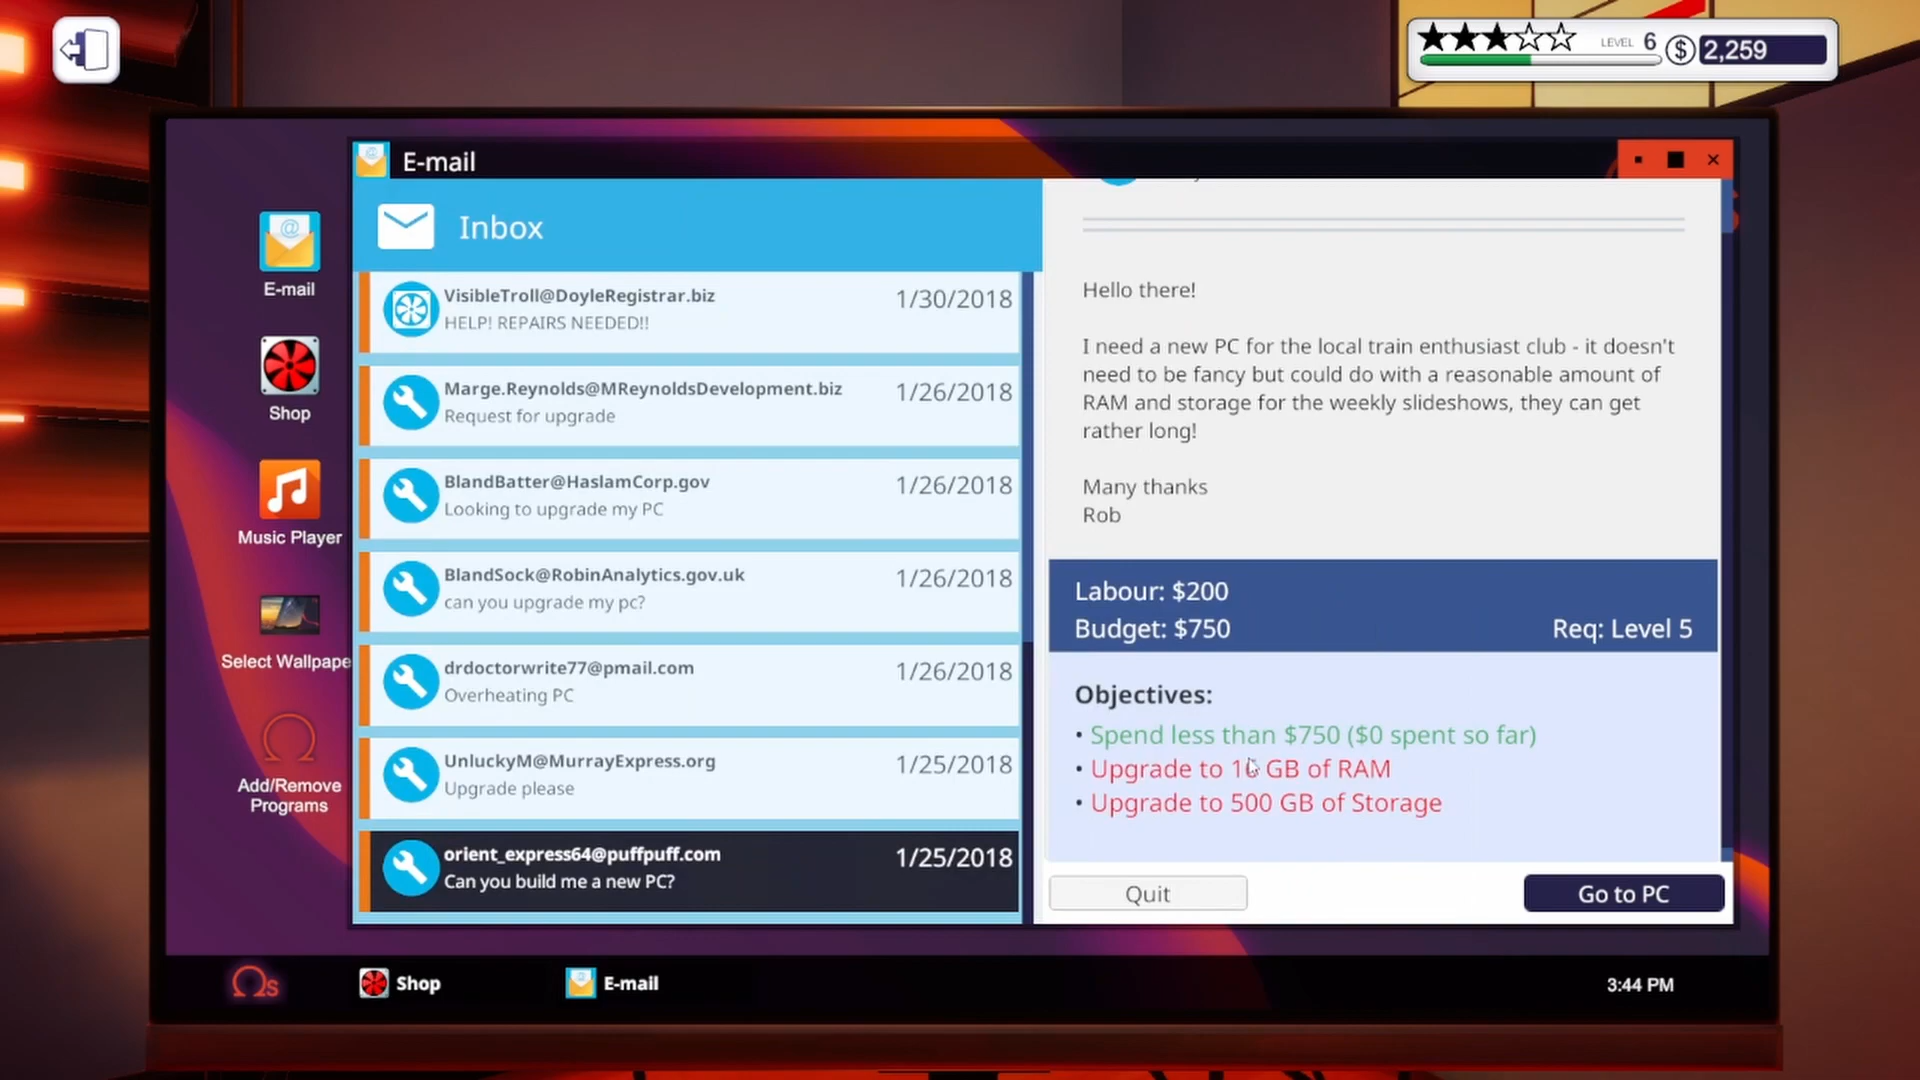 ★★★☆☆ LEVEL 6 $ 2,259
E-mail
Inbox
E-mail
Shop
Music Player
Select Wallpape
Add/Remove
Programs
VisibleTroll@DoyleRegistrar.biz 1/30/2018
HELP! REPAIRS NEEDED!!
Marge.Reynolds@MReynoldsDevelopment.biz 1/26/2018
Request for upgrade
BlandBatter@HaslamCorp.gov 1/26/2018
Looking to upgrade my PC
BlandSock@RobinAnalytics.gov.uk 1/26/2018
can you upgrade my pc?
drdoctorwrite77@pmail.com 1/26/2018
Overheating PC
UnluckyM@MurrayExpress.org 1/25/2018
Upgrade please
orient_express64@puffpuff.com 1/25/2018
Can you build me a new PC?
Hello there!
I need a new PC for the local train enthusiast club - it doesn't
need to be fancy but could do with a reasonable amount of
RAM and storage for the weekly slideshows, they can get
rather long!
Many thanks
Rob
Labour: $200
Budget: $750 Req: Level 5
Objectives:
• Spend less than $750 ($0 spent so far)
• Upgrade to 16 GB of RAM
• Upgrade to 500 GB of Storage
Quit Go to PC
Ωs Shop E-mail 3:44 PM